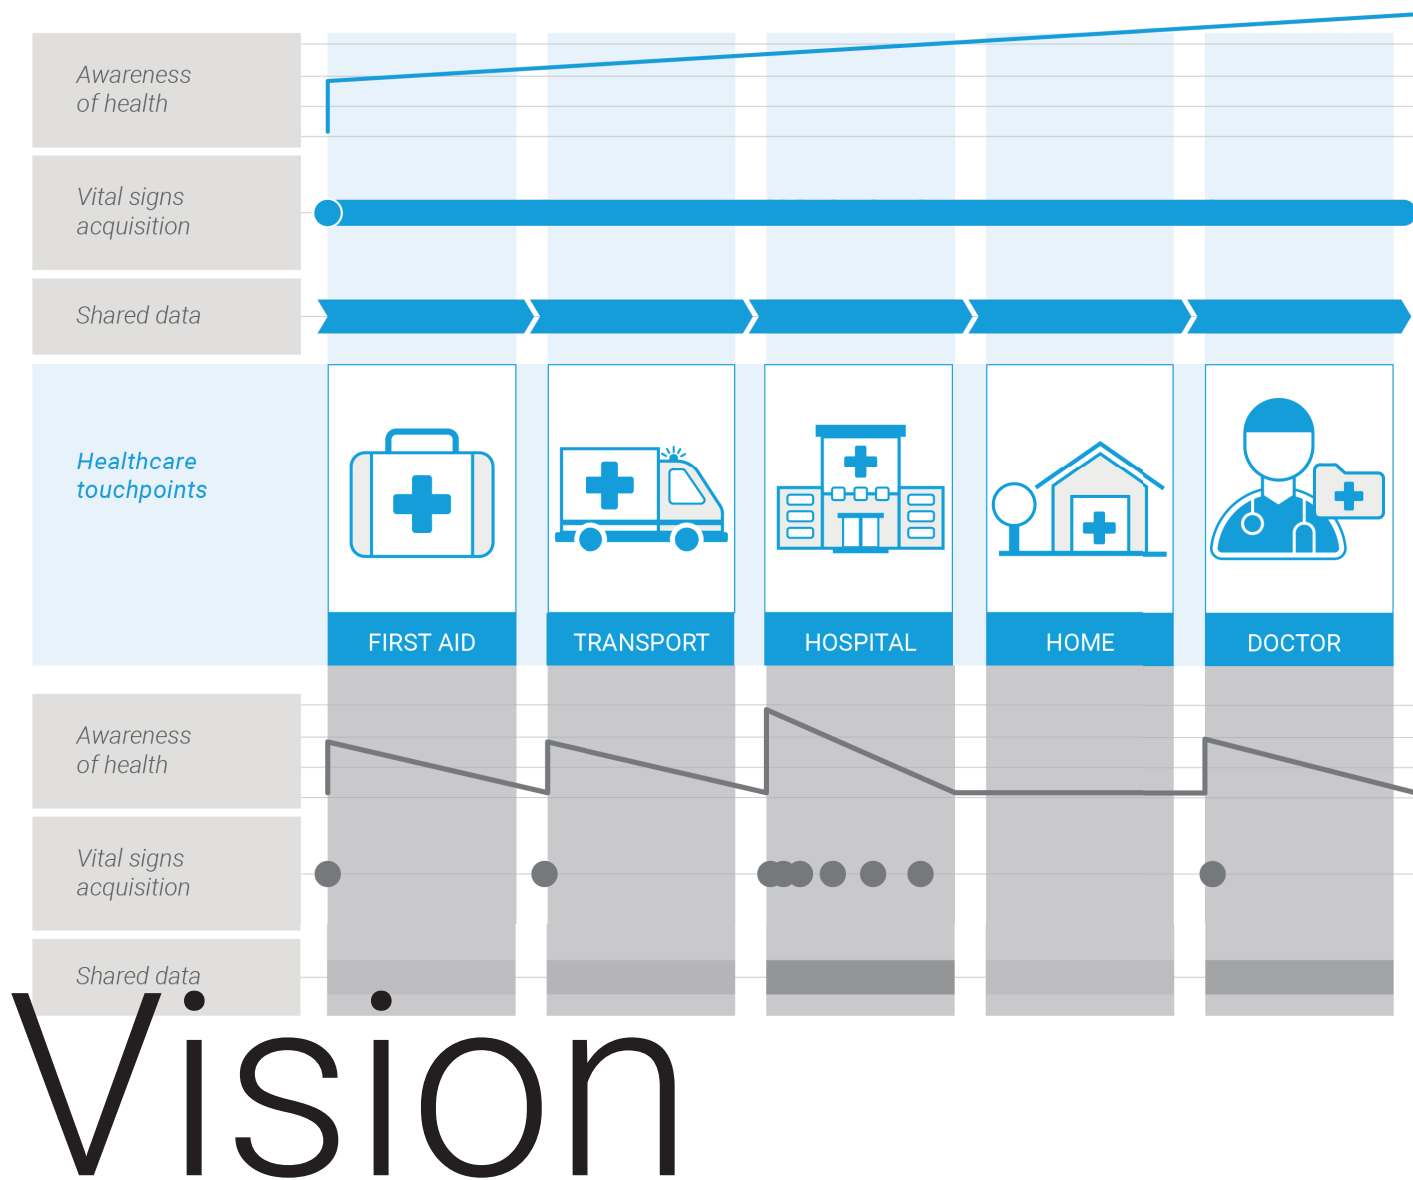 Awareness
of health
Vital signs
acquisition
Shared data
Healthcare
touchpoints
FIRST AID
TRANSPORT
HOSPITAL
HOME
DOCTOR
Awareness
of health
Vital signs
acquisition
Shared data
Vision